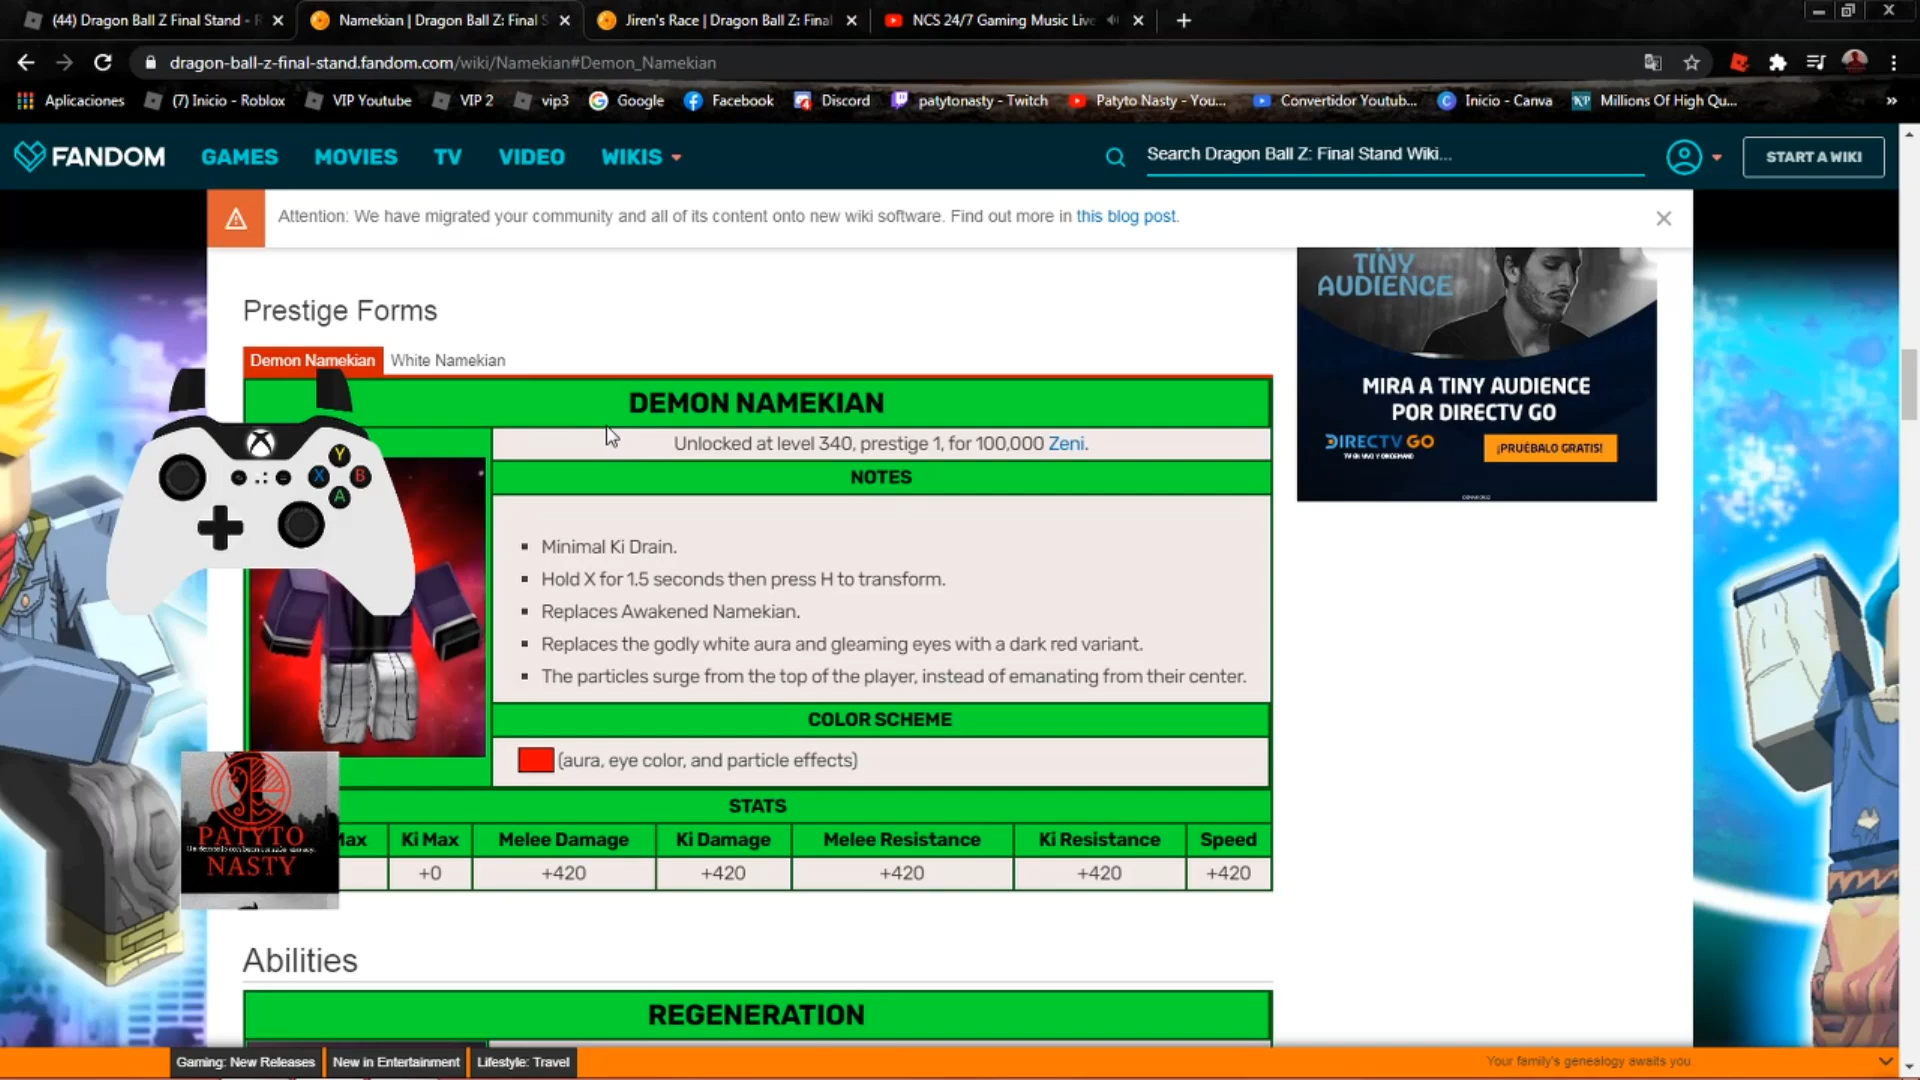 (44) Dragon Ball Z Final Stand -
Namekian | Dragon Ball Z: Final S
Jiren's Race | Dragon Ball Z: Final
NCS 24/7 Gaming Music Live
dragon-ball-z-final-stand.fandom.com/wiki/Namekian#Demon_Namekian
Aplicaciones
(7) Inicio - Roblox
VIP Youtube
VIP 2
vip3
Google
Facebook
Discord
patytonasty - Twitch
Patyto Nasty - You...
Convertidor Youtub...
Inicio - Canva
Millions Of High Qu...
FANDOM
GAMES
MOVIES
TV
VIDEO
WIKIS
Search Dragon Ball Z: Final Stand Wiki...
START A WIKI
Attention: We have migrated your community and all of its content onto new wiki software. Find out more in this blog post.
TINY
AUDIENCE
MIRA A TINY AUDIENCE
POR DIRECTV GO
DIRECTV GO
¡PRUÉBALO GRATIS!
Prestige Forms
Demon Namekian
White Namekian
DEMON NAMEKIAN
Unlocked at level 340, prestige 1, for 100,000 Zeni.
NOTES
Minimal Ki Drain.
Hold X for 1.5 seconds then press H to transform.
Replaces Awakened Namekian.
Replaces the godly white aura and gleaming eyes with a dark red variant.
The particles surge from the top of the player, instead of emanating from their center.
COLOR SCHEME
(aura, eye color, and particle effects)
Y
X
B
A
PATYTO
NASTY
STATS
Max
Ki Max
Melee Damage
Ki Damage
Melee Resistance
Ki Resistance
Speed
+0
+420
+420
+420
+420
+420
Abilities
REGENERATION
Gaming: New Releases
New in Entertainment
Lifestyle: Travel
Your family's genealogy awaits you